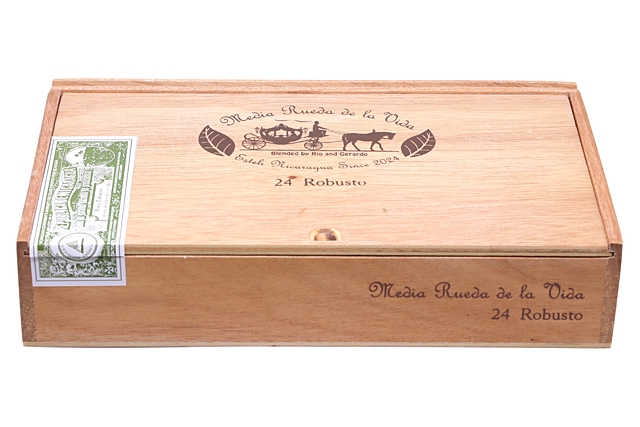 Media Rueda de la Vida
Blended by Rio and Gerardo
Esteli Nicaragua Since 2024
24 Robusto
Media Rueda de la Vida
24 Robusto